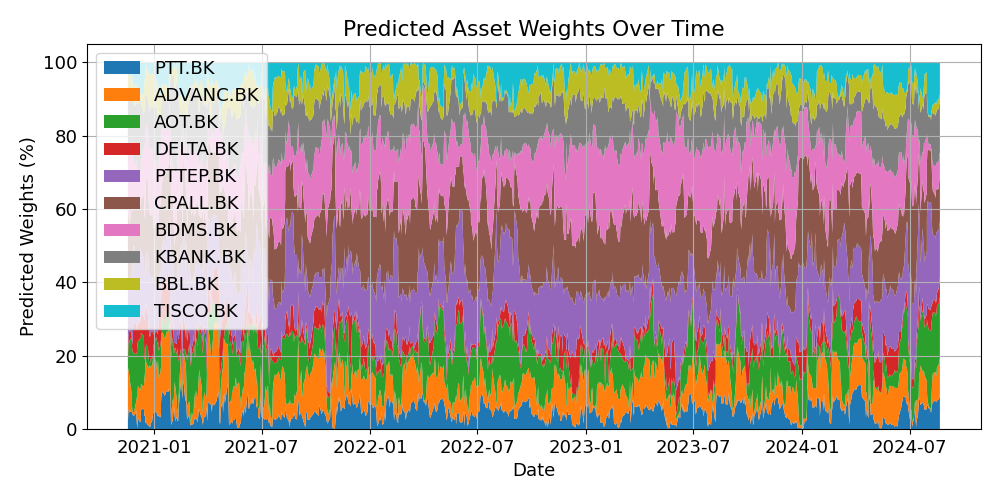 Predicted Asset Weights Over Time
Predicted Weights (%)
100
80
60
40
20
0
PTT.BK
ADVANC.BK
AOT.BK
DELTA.BK
PTTEP.BK
CPALL.BK
BDMS.BK
KBANK.BK
BBL.BK
TISCO.BK
2021-01 2021-07 2022-01 2022-07 2023-01 2023-07 2024-01 2024-07
Date